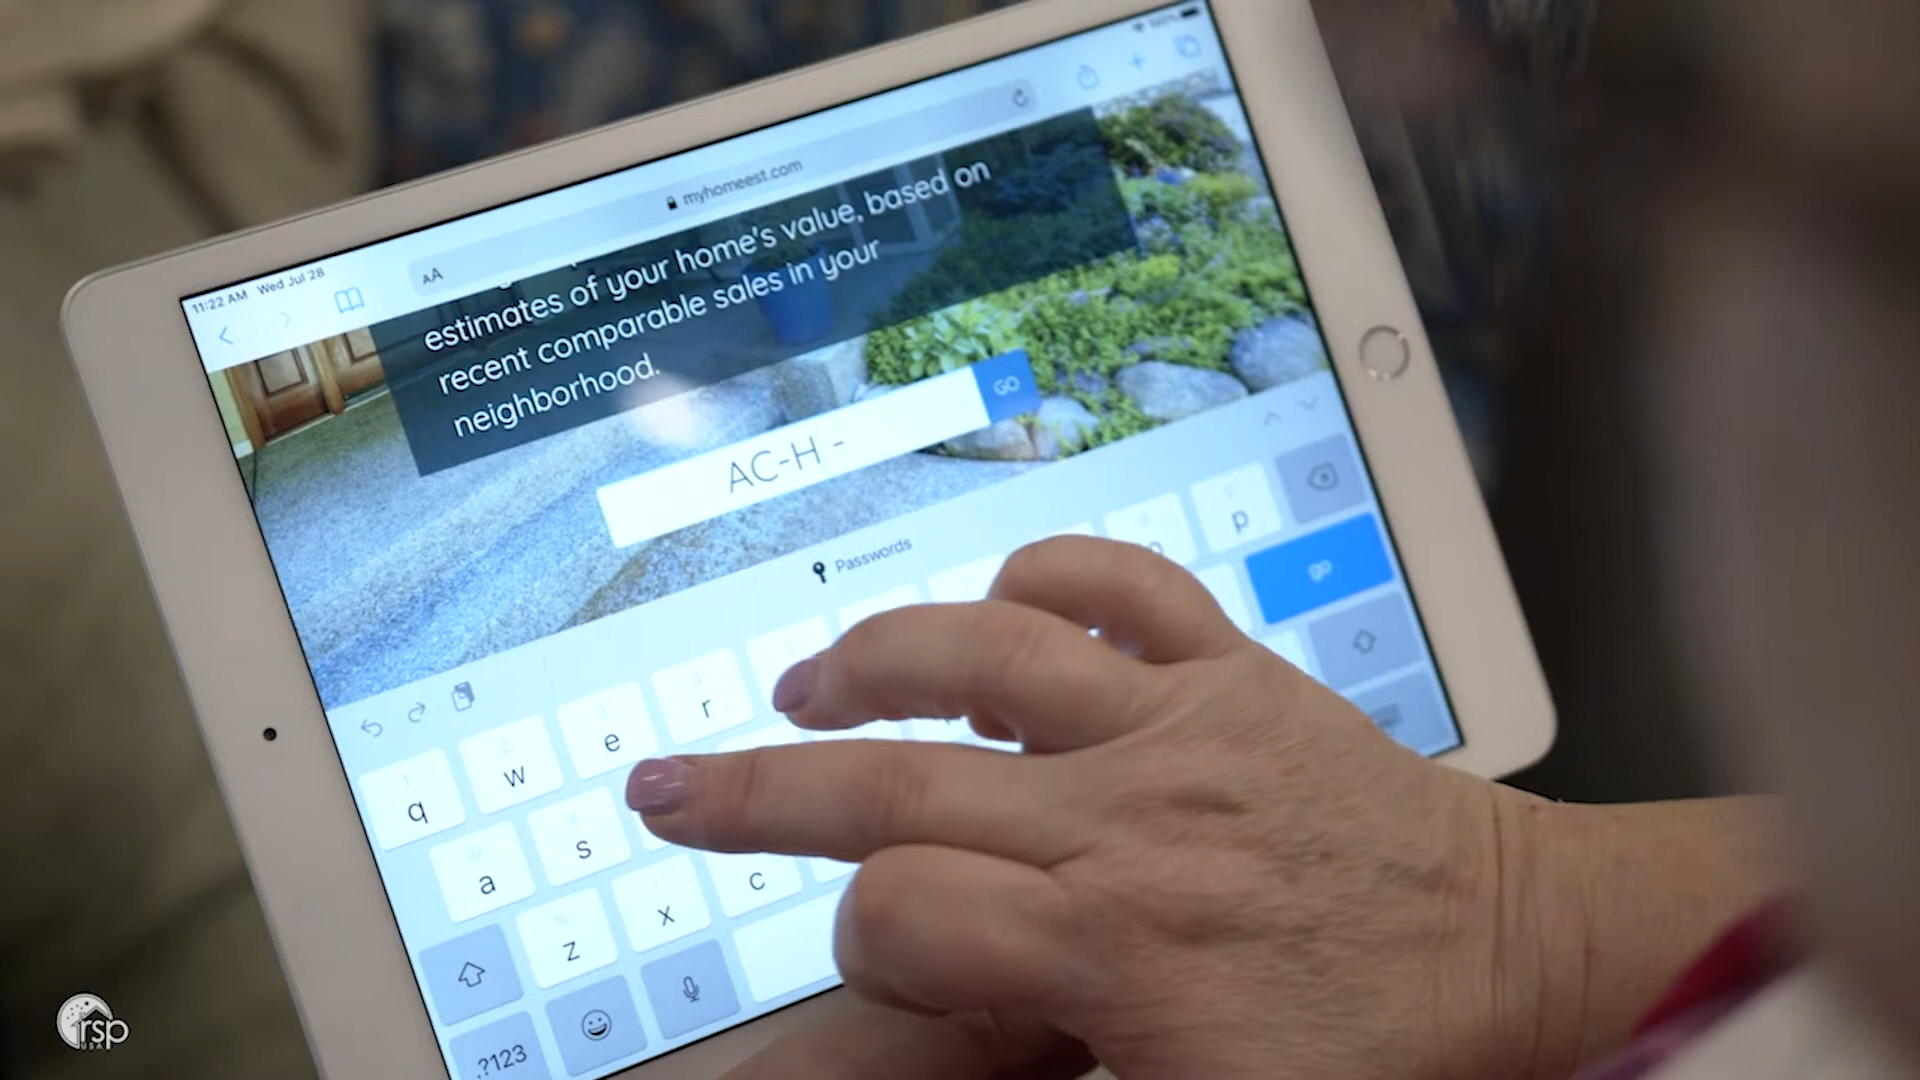 11:22 AM Wed Jul 28
AA
myhomeest.com
estimates of your home's value, based on
recent comparable sales in your
neighborhood.
AC-H -
GO
Passwords
q w e r p
go
a s
z x c
.?123
rsp
USA